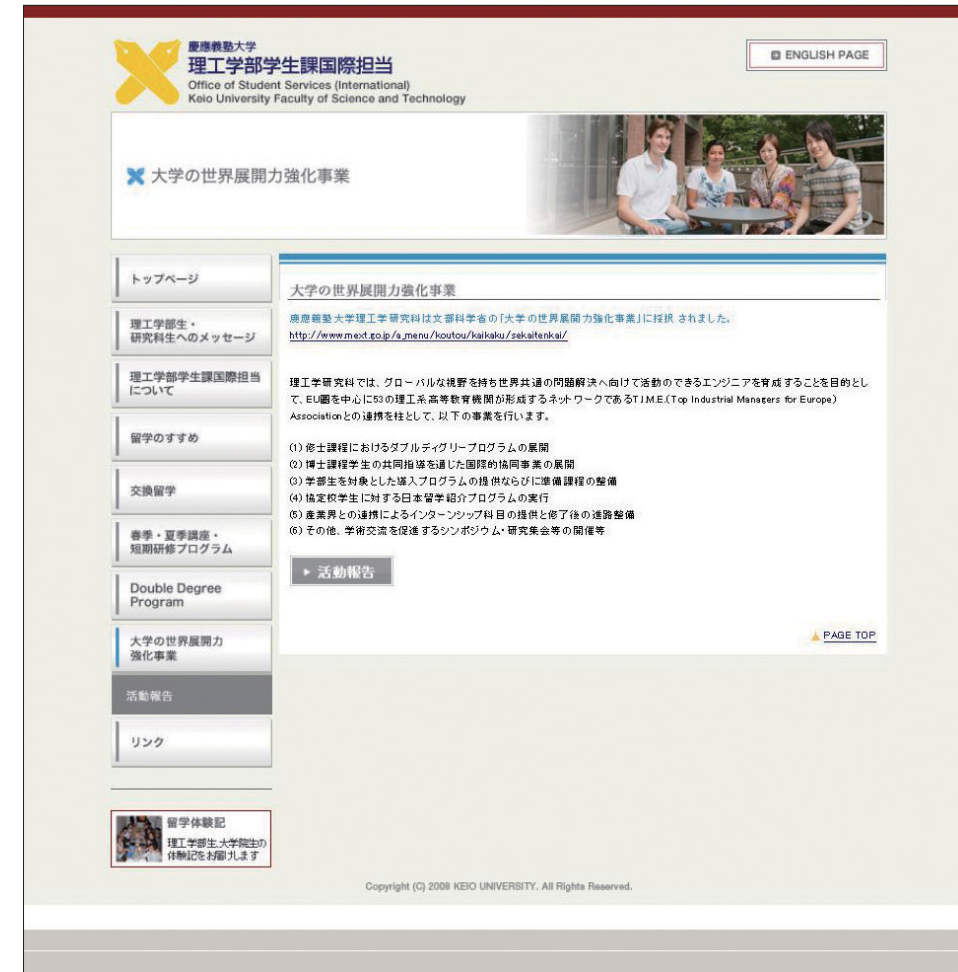 慶應義塾大学
理工学部学生課国際担当
Office of Student Services (International)
Keio University Faculty of Science and Technology
ENGLISH PAGE
大学の世界展開力強化事業
トップページ
理工学部生・
研究科生へのメッセージ
理工学部学生課国際担当
について
留学のすすめ
交換留学
春季・夏季講座・
短期研修プログラム
Double Degree
Program
大学の世界展開力
強化事業
活動報告
リンク
留学体験記
理工学部生、大学院生の
体験記をお届けします
大学の世界展開力強化事業
慶應義塾大学理工学研究科は文部科学省の「大学の世界展開力強化事業」に採択 されました。
http://www.mext.go.jp/a_menu/koutou/kaikaku/sekaitenkai/
理工学研究科では、グローバルな視野を持ち世界共通の問題解決へ向けて活動のできるエンジニアを育成することを目的とし
て、EU圏を中心に53の理工系高等教育機関が形成するネットワークであるT.I.M.E.(Top Industrial Managers for Europe)
Associationとの連携を柱として、以下の事業を行います。
(1) 修士課程におけるダブルディグリープログラムの展開
(2) 博士課程学生の共同指導を通じた国際的協同事業の展開
(3) 学部生を対象とした導入プログラムの提供ならびに準備課程の整備
(4) 協定校学生に対する日本留学紹介プログラムの実行
(5) 産業界との連携によるインターンシップ科目の提供と修了後の進路整備
(6) その他、学術交流を促進するシンポジウム・研究集会等の開催等
活動報告
PAGE TOP
Copyright (C) 2008 KEIO UNIVERSITY. All Rights Reserved.